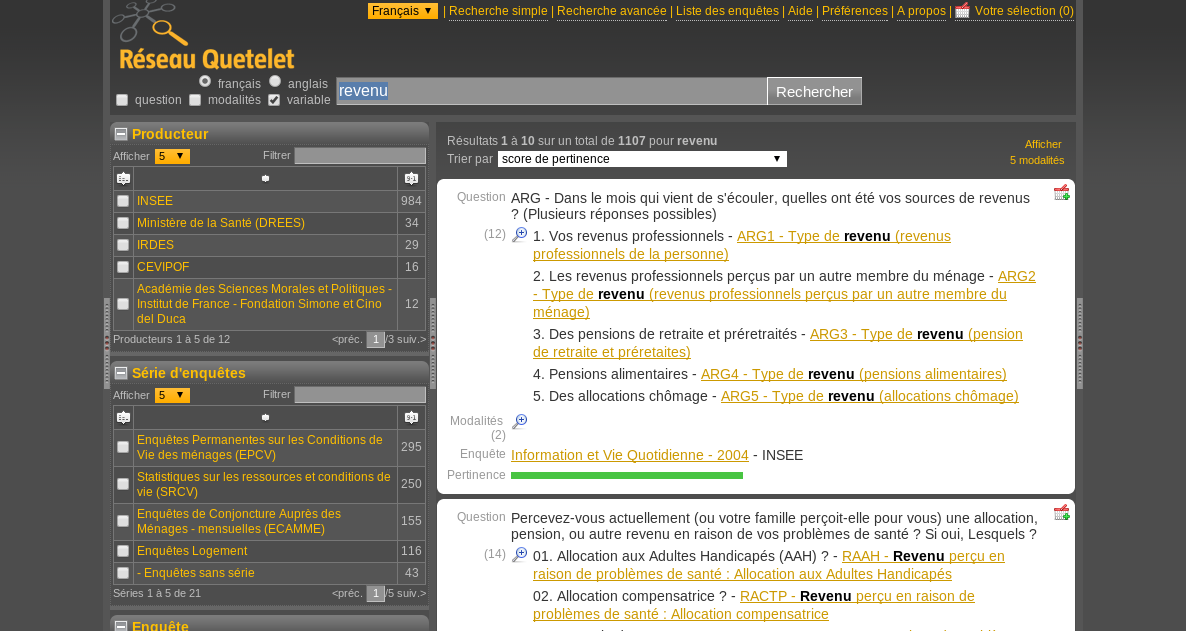 Français ▼ | Recherche simple | Recherche avancée | Liste des enquêtes | Aide | Préférences | A propos | Votre sélection (0)
Réseau Quetelet
français anglais
question modalités variable
revenu
Rechercher
Producteur
Afficher 5 ▼ Filtrer
INSEE 984
Ministère de la Santé (DREES) 34
IRDES 29
CEVIPOF 16
Académie des Sciences Morales et Politiques -
Institut de France - Fondation Simone et Cino
del Duca 12
Producteurs 1 à 5 de 12 <préc. 1 /3 suiv.>
Série d'enquêtes
Afficher 5 ▼ Filtrer
Enquêtes Permanentes sur les Conditions de
Vie des ménages (EPCV) 295
Statistiques sur les ressources et conditions de
vie (SRCV) 250
Enquêtes de Conjoncture Auprès des
Ménages - mensuelles (ECAMME) 155
Enquêtes Logement 116
- Enquêtes sans série 43
Séries 1 à 5 de 21 <préc. 1 /5 suiv.>
Enquête
Résultats 1 à 10 sur un total de 1107 pour revenu
Trier par score de pertinence ▼
Afficher
5 modalités
Question ARG - Dans le mois qui vient de s'écouler, quelles ont été vos sources de revenus
? (Plusieurs réponses possibles)
(12) 1. Vos revenus professionnels - ARG1 - Type de revenu (revenus
professionnels de la personne)
2. Les revenus professionnels perçus par un autre membre du ménage - ARG2
- Type de revenu (revenus professionnels perçus par un autre membre du
ménage)
3. Des pensions de retraite et préretraités - ARG3 - Type de revenu (pension
de retraite et préretaites)
4. Pensions alimentaires - ARG4 - Type de revenu (pensions alimentaires)
5. Des allocations chômage - ARG5 - Type de revenu (allocations chômage)
Modalités
(2)
Enquête Information et Vie Quotidienne - 2004 - INSEE
Pertinence
Question Percevez-vous actuellement (ou votre famille perçoit-elle pour vous) une allocation,
pension, ou autre revenu en raison de vos problèmes de santé ? Si oui, Lesquels ?
(14) 01. Allocation aux Adultes Handicapés (AAH) ? - RAAH - Revenu perçu en
raison de problèmes de santé : Allocation aux Adultes Handicapés
02. Allocation compensatrice ? - RACTP - Revenu perçu en raison de
problèmes de santé : Allocation compensatrice